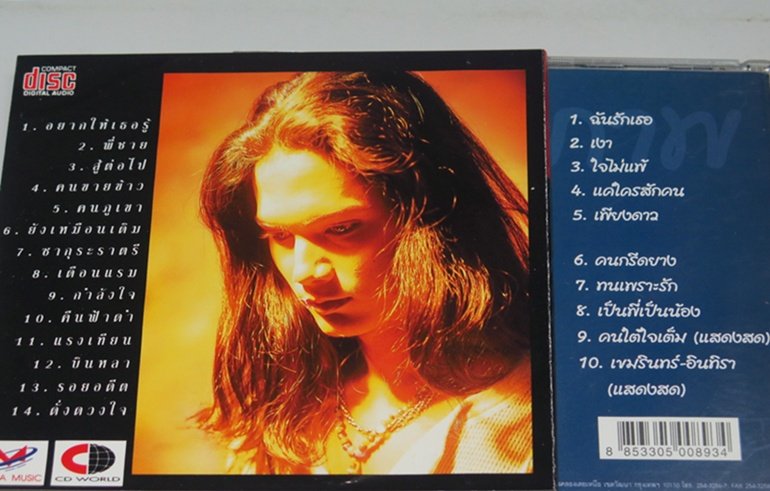 COMPACT
disc
DIGITAL AUDIO
1. อยากให้เธอรู้
2. พี่ชาย
3. สู้ต่อไป
4. คนขายข้าว
5. คนภูเขา
6. ยังเหมือนเดิม
7. ซากุระราตรี
8. เดือนแรม
9. กำลังใจ
10. คืนฟ้าดำ
11. แรงเทียน
12. บินหลา
13. รอยอดีต
14. ดั่งดวงใจ
A MUSIC
CD WORLD
ภาพ
1. ฉันรักเธอ
2. เงา
3. ใจไม่แพ้
4. แค่ใครสักคน
5. เพียงดาว
6. คนกรีดยาง
7. ทนเพราะรัก
8. เป็นพี่เป็นน้อง
9. คนใต้ใจเต็ม (แสดงสด)
10. เขมรินทร์-อินทิรา
(แสดงสด)
8 853305 008934